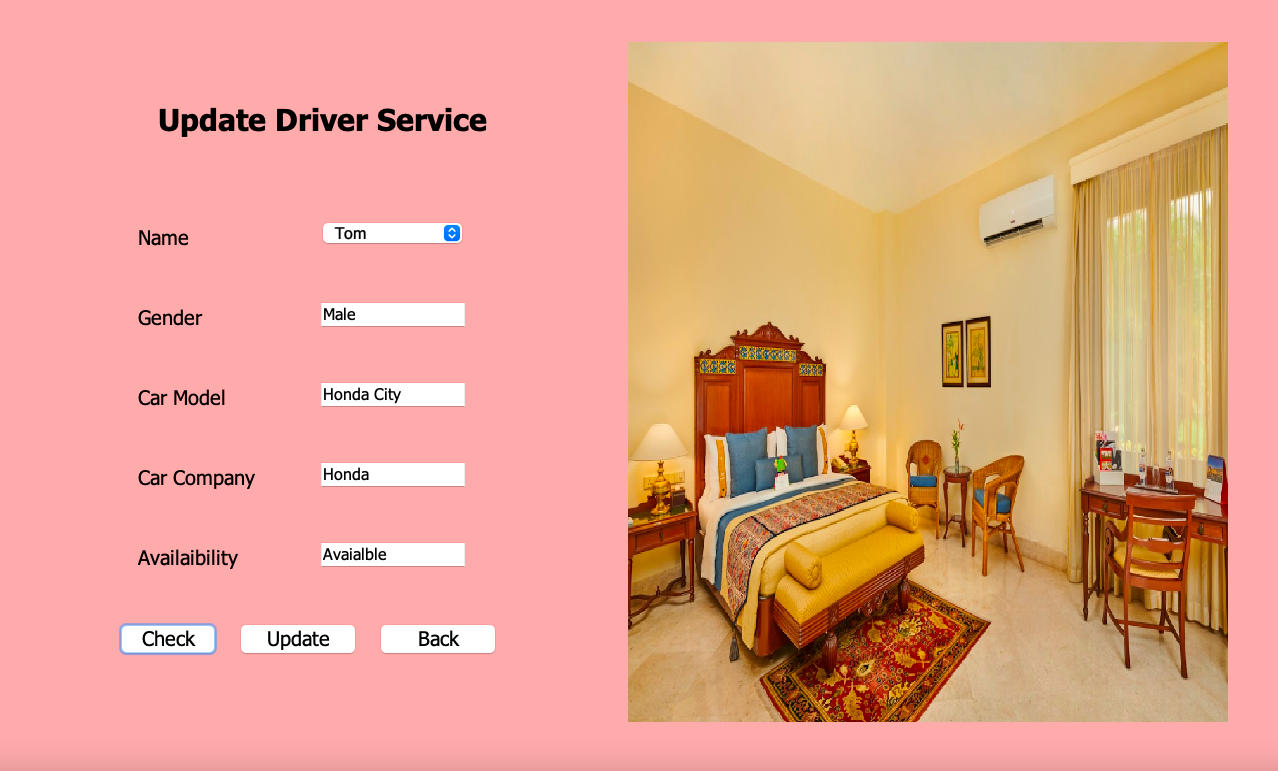 Update Driver Service
Name Tom
Gender Male
Car Model Honda City
Car Company Honda
Availaibility Avaialble
Check Update Back